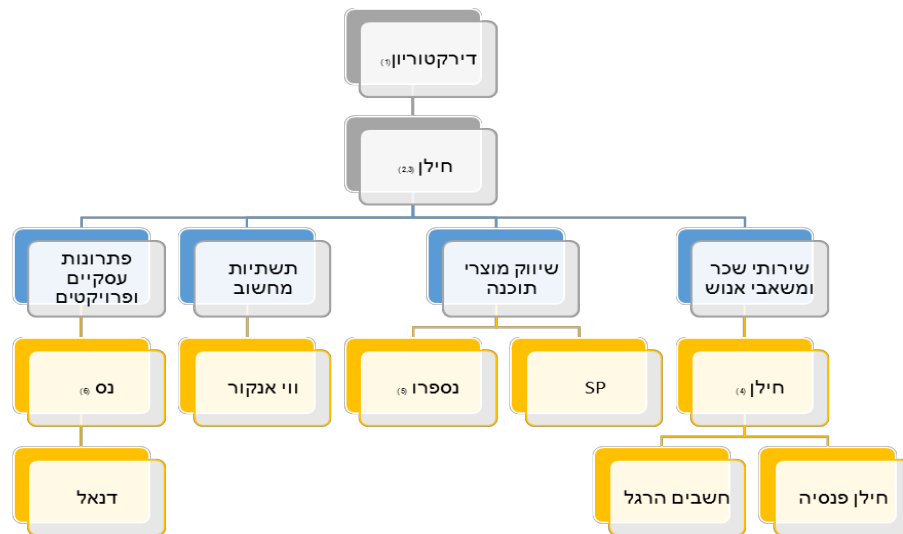 דירקטוריון (1)
חילן (2,3)
שירותי שכר
ומשאבי אנוש
שיווק מוצרי
תוכנה
תשתיות
מחשוב
פתרונות
עסקיים
ופרויקטים
חילן (4)
SP
נספרו (5)
ווי אנקור
נס (6)
חילן פנסיה
חשבים הרגל
דנאל